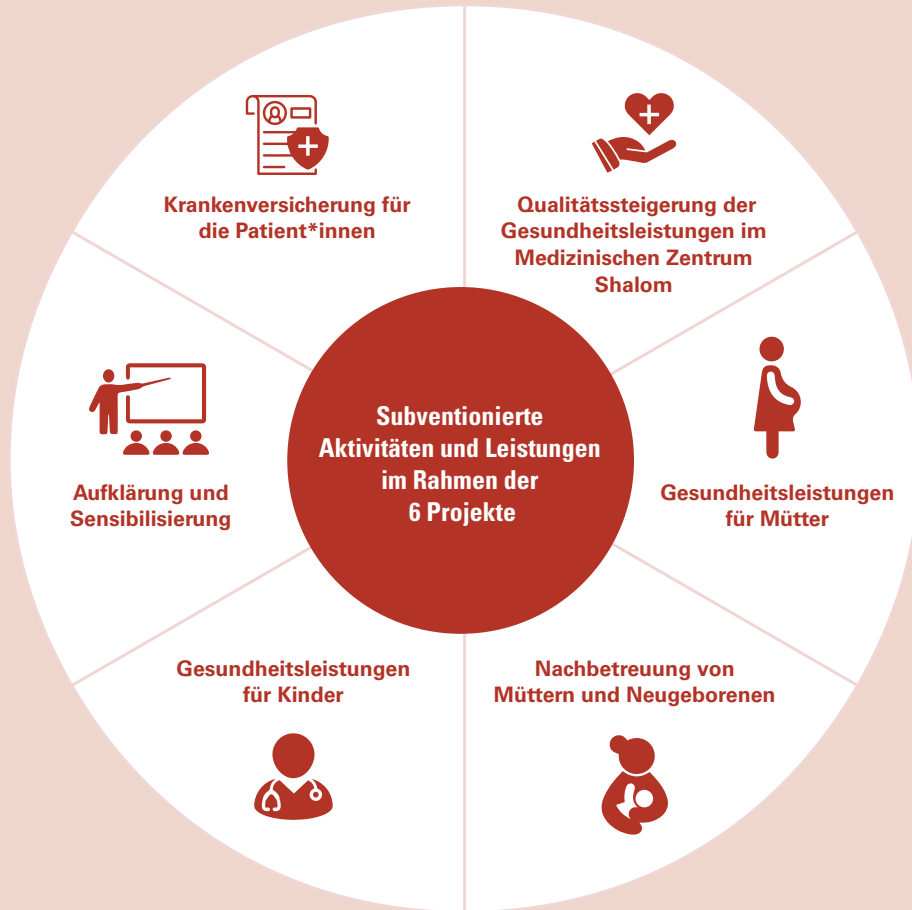 Krankenversicherung für
die Patient*innen
Qualitätssteigerung der
Gesundheitsleistungen im
Medizinischen Zentrum
Shalom
Subventionierte
Aktivitäten und Leistungen
im Rahmen der
6 Projekte
Aufklärung und
Sensibilisierung
Gesundheitsleistungen
für Mütter
Gesundheitsleistungen
für Kinder
Nachbetreuung von
Müttern und Neugeborenen